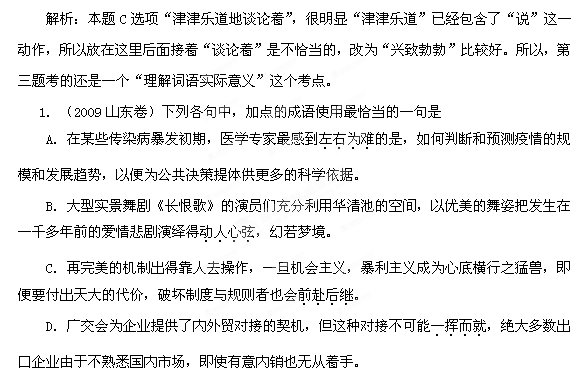 解析：本题C选项“津津乐道地谈论着”，很明显“津津乐道”已经包含了“说”这一
动作，所以放在这里后面接着“谈论着”是不恰当的，改为“兴致勃勃”比较好。所以，第
三题考的还是一个“理解词语实际意义”这个考点。
1. （2009山东卷）下列各句中，加点的成语使用最恰当的一句是
A. 在某些传染病暴发初期，医学专家最感到左右为难的是，如何判断和预测疫情的规
模和发展趋势，以便为公共决策提体供更多的科学依据。
B. 大型实景舞剧《长恨歌》的演员们充分利用华清池的空间，以优美的舞姿把发生在
一千多年前的爱情悲剧演绎得动人心弦，幻若梦境。
C. 再完美的机制出得靠人去操作，一旦机会主义，暴利主义成为心底横行之猛兽，即
便要付出天大的代价，破坏制度与规则者也会前赴后继。
D. 广交会为企业提供了内外贸对接的契机，但这种对接不可能一挥而就，绝大多数出
口企业由于不熟悉国内市场，即使有意内销也无从着手。